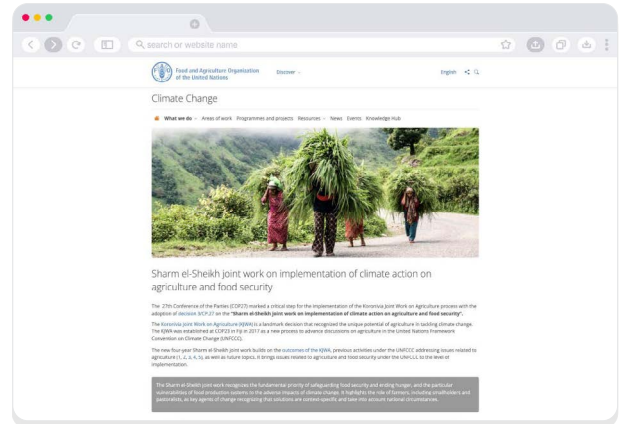 search or website name
Food and Agriculture Organization
of the United Nations
Discover
English
Climate Change
What we do Areas of work Programmes and projects Resources News Events Knowledge Hub
Sharm el-Sheikh joint work on implementation of climate action on
agriculture and food security
The 27th Conference of the Parties (COP27) marked a critical step for the implementation of the Koronivia Joint Work on Agriculture process with the
adoption of decision 3/CP.27 on the "Sharm el-Sheikh joint work on implementation of climate action on agriculture and food security".
The Koronivia Joint Work on Agriculture (KJWA) is a landmark decision that recognized the unique potential of agriculture in tackling climate change.
The KJWA was established at COP23 in Fiji in 2017 as a new process to advance discussions on agriculture in the United Nations Framework
Convention on Climate Change (UNFCCC).
The new four-year Sharm El Sheikh joint work builds on the outcomes of the KJWA, previous activities under the UNFCCC addressing issues related to
agriculture (1, 2, 3, 4, 5), as well as future topics. It brings issues related to agriculture and food security under the UNFCCC to the level of
implementation.
The Sharm el-Sheikh joint work recognizes the fundamental priority of safeguarding food security and ending hunger, and the particular
vulnerabilities of food production systems to the adverse impacts of climate change. It highlights the role of farmers, including smallholders and
pastoralists, as key agents of change recognizing that solutions are context-specific and take into account national circumstances.